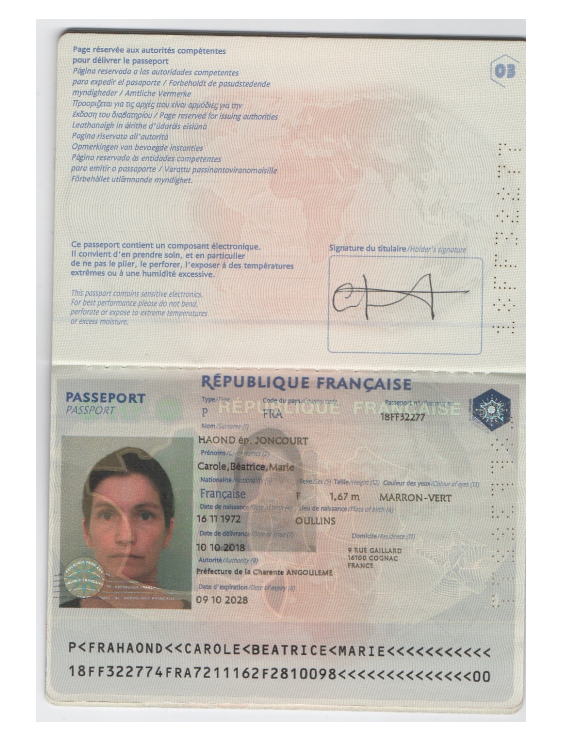 Page réservée aux autorités compétentes
pour délivrer le passeport
Página reservada a las autoridades competentes
para expedir el pasaporte / Forbeholdt de pasudstedende
myndigheder / Amtliche Vermerke
Προορίζεται για τις αρχές που είναι αρμόδιες για την
έκδοση του διαβατηρίου / Page reserved for issuing authorities
Leathanaigh in áirithe d'údaráis eisiúna
Pagina riservata all'autorità
Opmerkingen van bevoegde instanties
Página reservada às entidades competentes
para emitir o passaporte / Varattu passinantoviranomaisille
Förbehållet utlämnande myndighet.
03
Ce passeport contient un composant électronique.
Il convient d'en prendre soin, et en particulier
de ne pas le plier, le perforer, l'exposer à des températures
extrêmes ou à une humidité excessive.
This passport contains sensitive electronics.
For best performance please do not bend,
perforate or expose to extreme temperatures
or excess moisture.
Signature du titulaire/Holder's signature
RÉPUBLIQUE FRANÇAISE
PASSEPORT
PASSPORT
RÉPUBLIQUE FRANÇAISE
Type/Type
P
Code du pays/Country code
FRA
Passeport n°/Passport n°
18FF32277
Nom/Surname (1)
HAOND ép. JONCOURT
Prénoms/Given names (2)
Carole,Béatrice,Marie
Nationalité/Nationality (3)
Française
Sexe/Sex (5)
F
Taille/Height (12)
1,67 m
Couleur des yeux/Colour of eyes (13)
MARRON-VERT
Date de naissance/Date of birth (4)
16 11 1972
Lieu de naissance/Place of birth (6)
OULLINS
Date de délivrance/Date of issue (7)
10 10 2018
Domicile/Residence (11)
9 RUE GAILLARD
16100 COGNAC
FRANCE
Autorité/Authority (9)
Préfecture de la Charente ANGOULEME
Date d'expiration/Date of expiry (8)
09 10 2028
P<FRAHAOND<<CAROLE<BEATRICE<MARIE<<<<<<<<<<<
18FF322774FRA7211162F2810098<<<<<<<<<<<<<<00